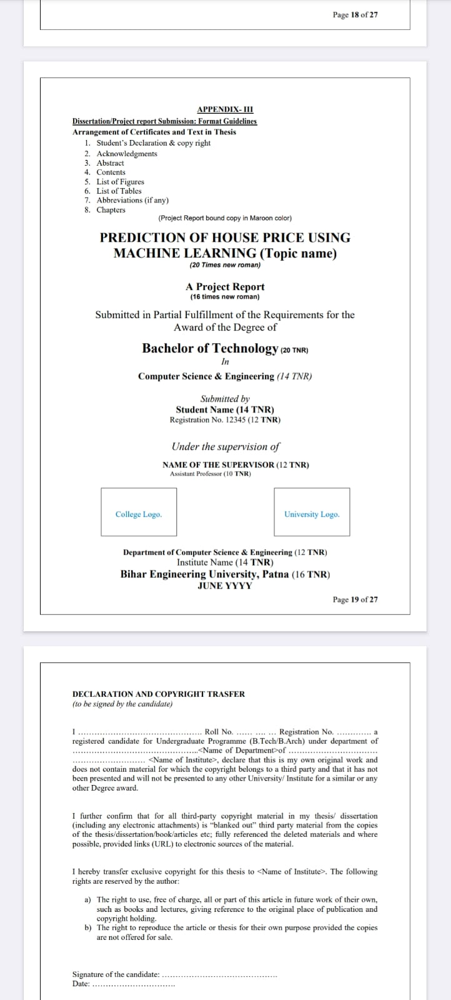 Page 18 of 27
APPENDIX- III
Dissertation/Project report Submission: Format Guidelines
Arrangement of Certificates and Text in Thesis
1. Student's Declaration & copy right
2. Acknowledgments
3. Abstract
4. Contents
5. List of Figures
6. List of Tables
7. Abbreviations (if any)
8. Chapters
(Project Report bound copy in Maroon color)
PREDICTION OF HOUSE PRICE USING
MACHINE LEARNING (Topic name)
(20 Times new roman)
A Project Report
(16 times new roman)
Submitted in Partial Fulfillment of the Requirements for the
Award of the Degree of
Bachelor of Technology (20 TNR)
In
Computer Science & Engineering (14 TNR)
Submitted by
Student Name (14 TNR)
Registration No. 12345 (12 TNR)
Under the supervision of
NAME OF THE SUPERVISOR (12 TNR)
Assistant Professor (10 TNR)
College Logo.
University Logo.
Department of Computer Science & Engineering (12 TNR)
Institute Name (14 TNR)
Bihar Engineering University, Patna (16 TNR)
JUNE YYYY
Page 19 of 27
DECLARATION AND COPYRIGHT TRASFER
(to be signed by the candidate)
I ............................................. Roll No. ...... .... ... Registration No. ............. a
registered candidate for Undergraduate Programme (B.Tech/B.Arch) under department of
..............................................<Name of Department>of .................................
.......................... <Name of Institute>, declare that this is my own original work and
does not contain material for which the copyright belongs to a third party and that it has not
been presented and will not be presented to any other University/ Institute for a similar or any
other Degree award.
I further confirm that for all third-party copyright material in my thesis/ dissertation
(including any electronic attachments) is "blanked out" third party material from the copies
of the thesis/dissertation/book/articles etc; fully referenced the deleted materials and where
possible, provided links (URL) to electronic sources of the material.
I hereby transfer exclusive copyright for this thesis to <Name of Institute>. The following
rights are reserved by the author:
a) The right to use, free of charge, all or part of this article in future work of their own,
such as books and lectures, giving reference to the original place of publication and
copyright holding.
b) The right to reproduce the article or thesis for their own purpose provided the copies
are not offered for sale.
Signature of the candidate: ..........................................
Date: ..............................